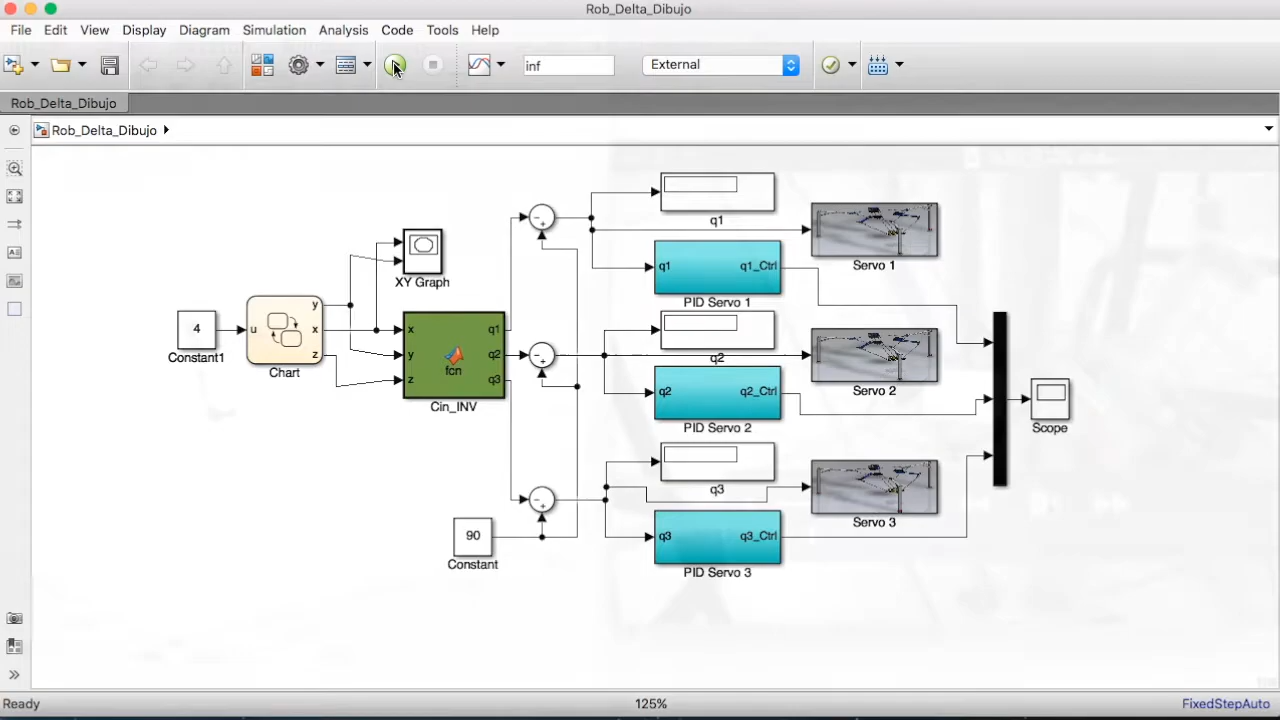 Rob_Delta_Dibujo
File Edit View Display Diagram Simulation Analysis Code Tools Help
inf
External
Rob_Delta_Dibujo
Rob_Delta_Dibujo
q1
Servo 1
q1 q1_Ctrl
PID Servo 1
XY Graph
4
Constant1
u y x z
Chart
x y z q1 q2 q3
fcn
Cin_INV
q2
Servo 2
q2 q2_Ctrl
PID Servo 2
Scope
q3
Servo 3
q3 q3_Ctrl
PID Servo 3
90
Constant
Ready
125%
FixedStepAuto